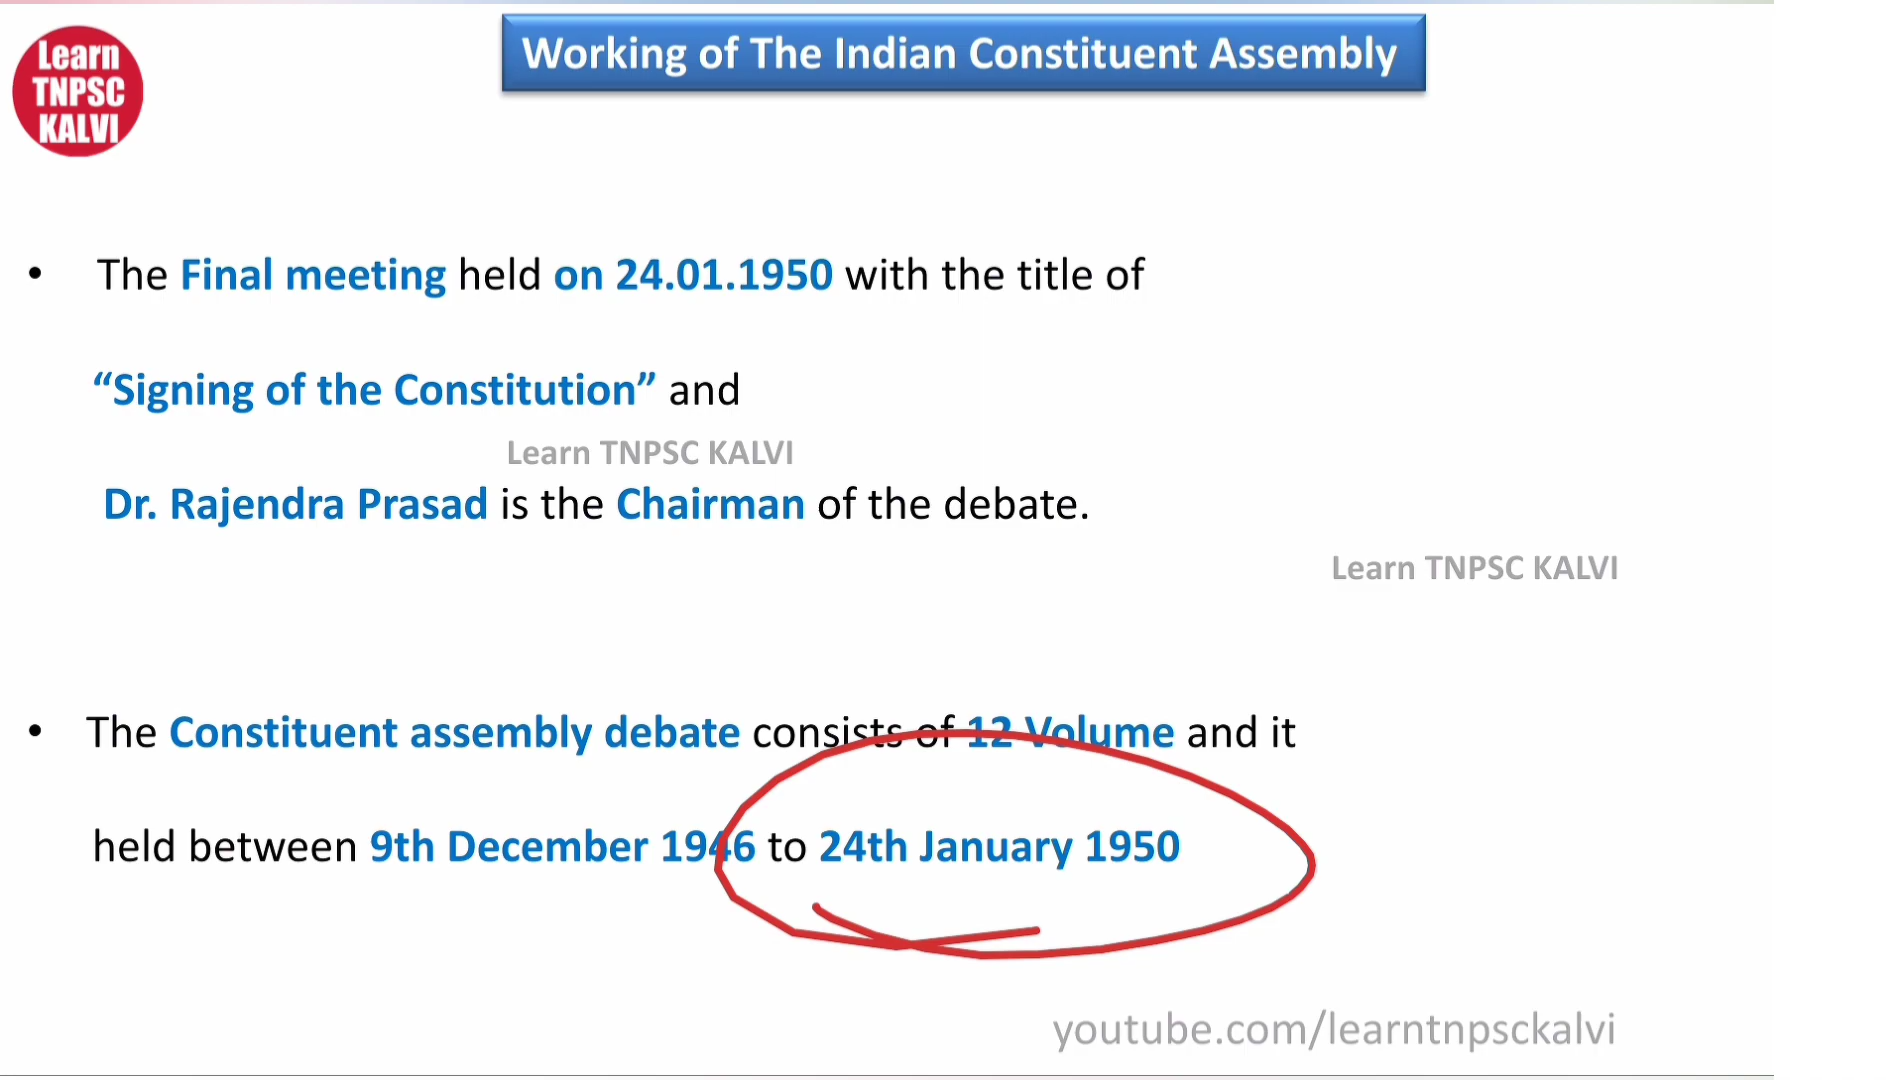 Learn
TNPSC
KALVI
Working of The Indian Constituent Assembly
• The Final meeting held on 24.01.1950 with the title of
“Signing of the Constitution” and
Learn TNPSC KALVI
Dr. Rajendra Prasad is the Chairman of the debate.
Learn TNPSC KALVI
• The Constituent assembly debate consists of 12 Volume and it
held between 9th December 1946 to 24th January 1950
youtube.com/learntnpsckalvi